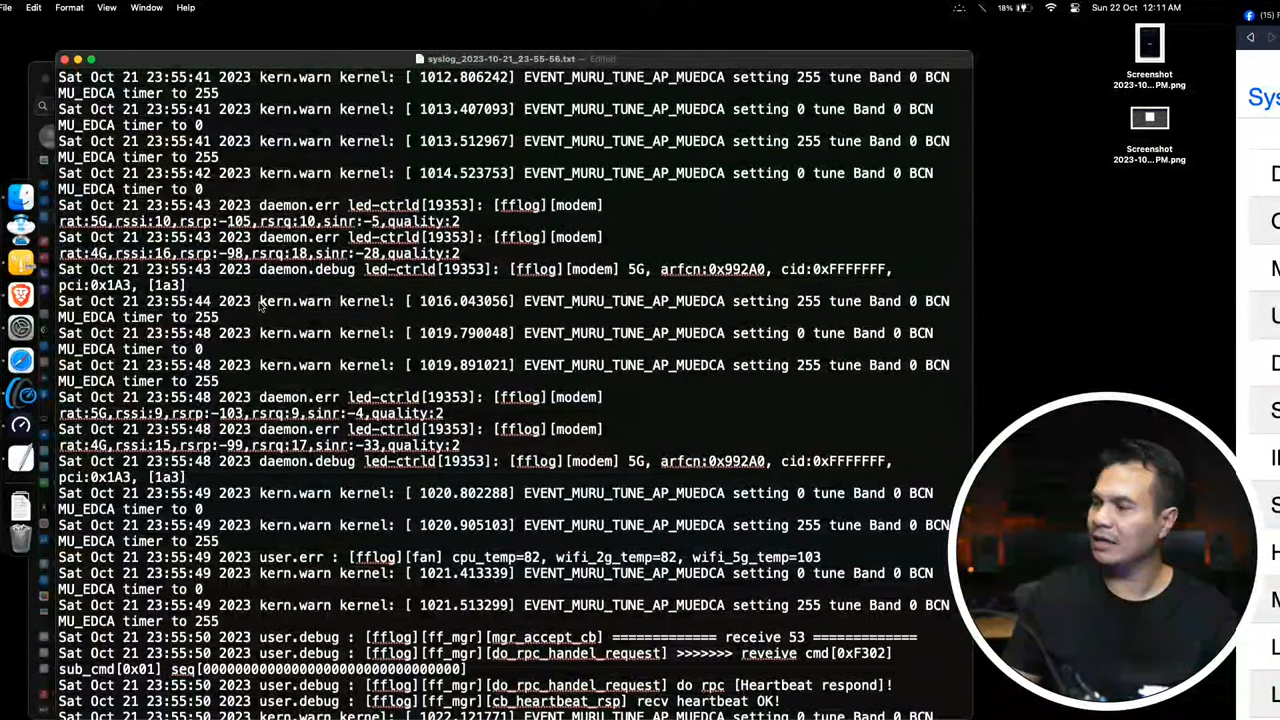 File Edit Format View Window Help
18% Sun 22 Oct 12:11 AM
(15) F
syslog_2023-10-21_23-55-56.txt — Edited
Sat Oct 21 23:55:41 2023 kern.warn kernel: [ 1012.806242] EVENT_MURU_TUNE_AP_MUEDCA setting 255 tune Band 0 BCN
MU_EDCA timer to 255
Sat Oct 21 23:55:41 2023 kern.warn kernel: [ 1013.407093] EVENT_MURU_TUNE_AP_MUEDCA setting 0 tune Band 0 BCN
MU_EDCA timer to 0
Sat Oct 21 23:55:41 2023 kern.warn kernel: [ 1013.512967] EVENT_MURU_TUNE_AP_MUEDCA setting 255 tune Band 0 BCN
MU_EDCA timer to 255
Sat Oct 21 23:55:42 2023 kern.warn kernel: [ 1014.523753] EVENT_MURU_TUNE_AP_MUEDCA setting 0 tune Band 0 BCN
MU_EDCA timer to 0
Sat Oct 21 23:55:43 2023 daemon.err led-ctrld[19353]: [fflog][modem]
rat:5G,rssi:10,rsrp:-105,rsrq:10,sinr:-5,quality:2
Sat Oct 21 23:55:43 2023 daemon.err led-ctrld[19353]: [fflog][modem]
rat:4G,rssi:16,rsrp:-98,rsrq:18,sinr:-28,quality:2
Sat Oct 21 23:55:43 2023 daemon.debug led-ctrld[19353]: [fflog][modem] 5G, arfcn:0x992A0, cid:0xFFFFFFF,
pci:0x1A3, [1a3]
Sat Oct 21 23:55:44 2023 kern.warn kernel: [ 1016.043056] EVENT_MURU_TUNE_AP_MUEDCA setting 255 tune Band 0 BCN
MU_EDCA timer to 255
Sat Oct 21 23:55:48 2023 kern.warn kernel: [ 1019.790048] EVENT_MURU_TUNE_AP_MUEDCA setting 0 tune Band 0 BCN
MU_EDCA timer to 0
Sat Oct 21 23:55:48 2023 kern.warn kernel: [ 1019.891021] EVENT_MURU_TUNE_AP_MUEDCA setting 255 tune Band 0 BCN
MU_EDCA timer to 255
Sat Oct 21 23:55:48 2023 daemon.err led-ctrld[19353]: [fflog][modem]
rat:5G,rssi:9,rsrp:-103,rsrq:9,sinr:-4,quality:2
Sat Oct 21 23:55:48 2023 daemon.err led-ctrld[19353]: [fflog][modem]
rat:4G,rssi:15,rsrp:-99,rsrq:17,sinr:-33,quality:2
Sat Oct 21 23:55:48 2023 daemon.debug led-ctrld[19353]: [fflog][modem] 5G, arfcn:0x992A0, cid:0xFFFFFFF,
pci:0x1A3, [1a3]
Sat Oct 21 23:55:49 2023 kern.warn kernel: [ 1020.802288] EVENT_MURU_TUNE_AP_MUEDCA setting 0 tune Band 0 BCN
MU_EDCA timer to 0
Sat Oct 21 23:55:49 2023 kern.warn kernel: [ 1020.905103] EVENT_MURU_TUNE_AP_MUEDCA setting 255 tune Band 0 BCN
MU_EDCA timer to 255
Sat Oct 21 23:55:49 2023 user.err : [fflog][fan] cpu_temp=82, wifi_2g_temp=82, wifi_5g_temp=103
Sat Oct 21 23:55:49 2023 kern.warn kernel: [ 1021.413339] EVENT_MURU_TUNE_AP_MUEDCA setting 0 tune Band 0 BCN
MU_EDCA timer to 0
Sat Oct 21 23:55:49 2023 kern.warn kernel: [ 1021.513299] EVENT_MURU_TUNE_AP_MUEDCA setting 255 tune Band 0 BCN
MU_EDCA timer to 255
Sat Oct 21 23:55:50 2023 user.debug : [fflog][ff_mgr][mgr_accept_cb] ============= receive 53 =============
Sat Oct 21 23:55:50 2023 user.debug : [fflog][ff_mgr][do_rpc_handel_request] >>>>>>> reveive cmd[0xF302]
sub_cmd[0x01] seq[00000000000000000000000000000000]
Sat Oct 21 23:55:50 2023 user.debug : [fflog][ff_mgr][do_rpc_handel_request] do rpc [Heartbeat respond]!
Sat Oct 21 23:55:50 2023 user.debug : [fflog][ff_mgr][cb_heartbeat_rsp] recv heartbeat OK!
Screenshot
2023-10...PM.png
Screenshot
2023-10...PM.png
Sys